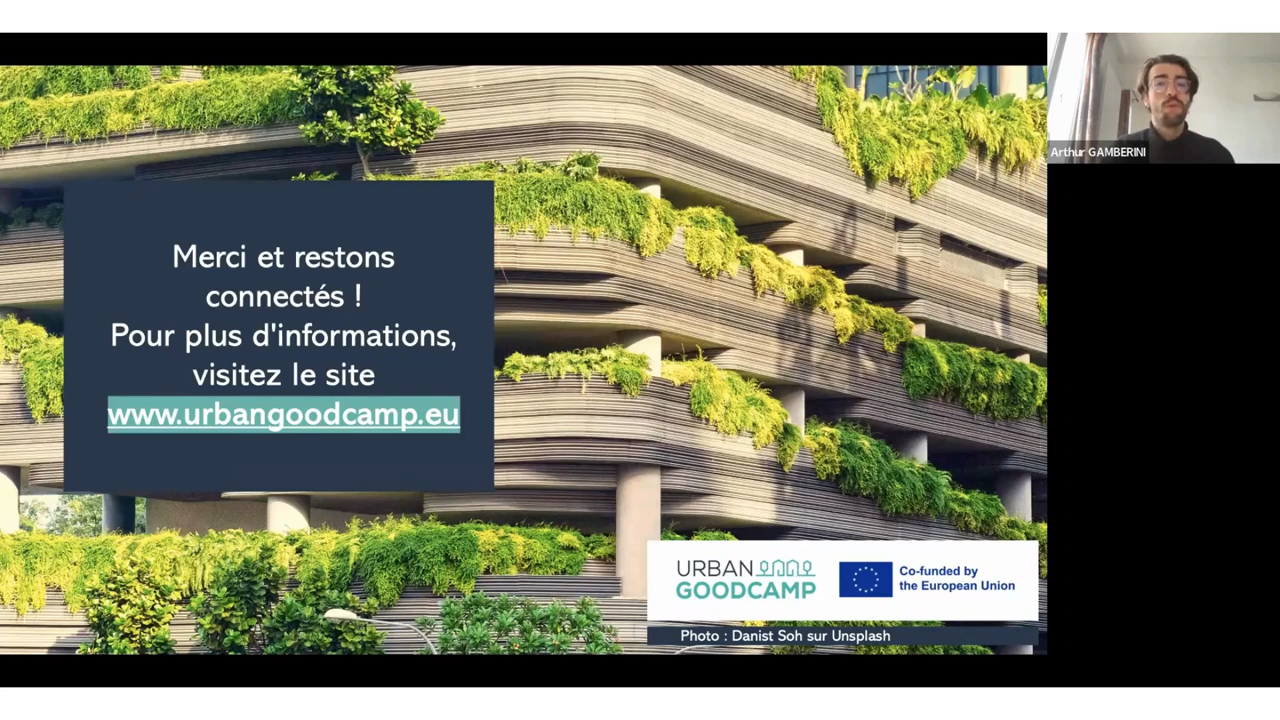 Arthur GAMBERINI
Merci et restons
connectés !
Pour plus d'informations,
visitez le site
www.urbangoodcamp.eu
URBAN
GOODCAMP
Co-funded by
the European Union
Photo : Danist Soh sur Unsplash